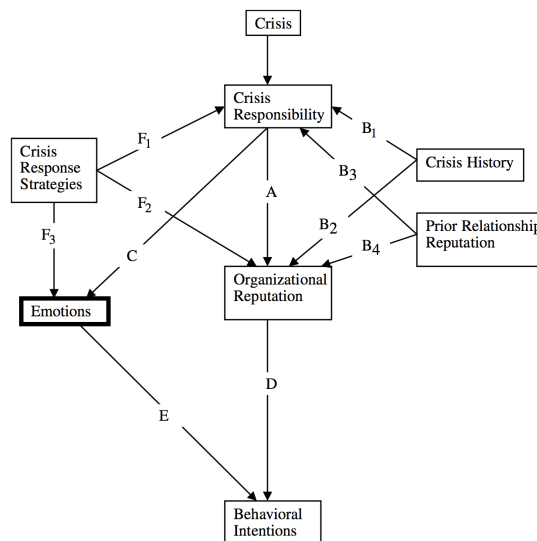 Crisis
Crisis
Responsibility
F1
B1
Crisis
Response
Strategies
Crisis History
B3
A
F2
B2
Prior Relationship
Reputation
F3
B4
C
Organizational
Reputation
Emotions
D
E
Behavioral
Intentions